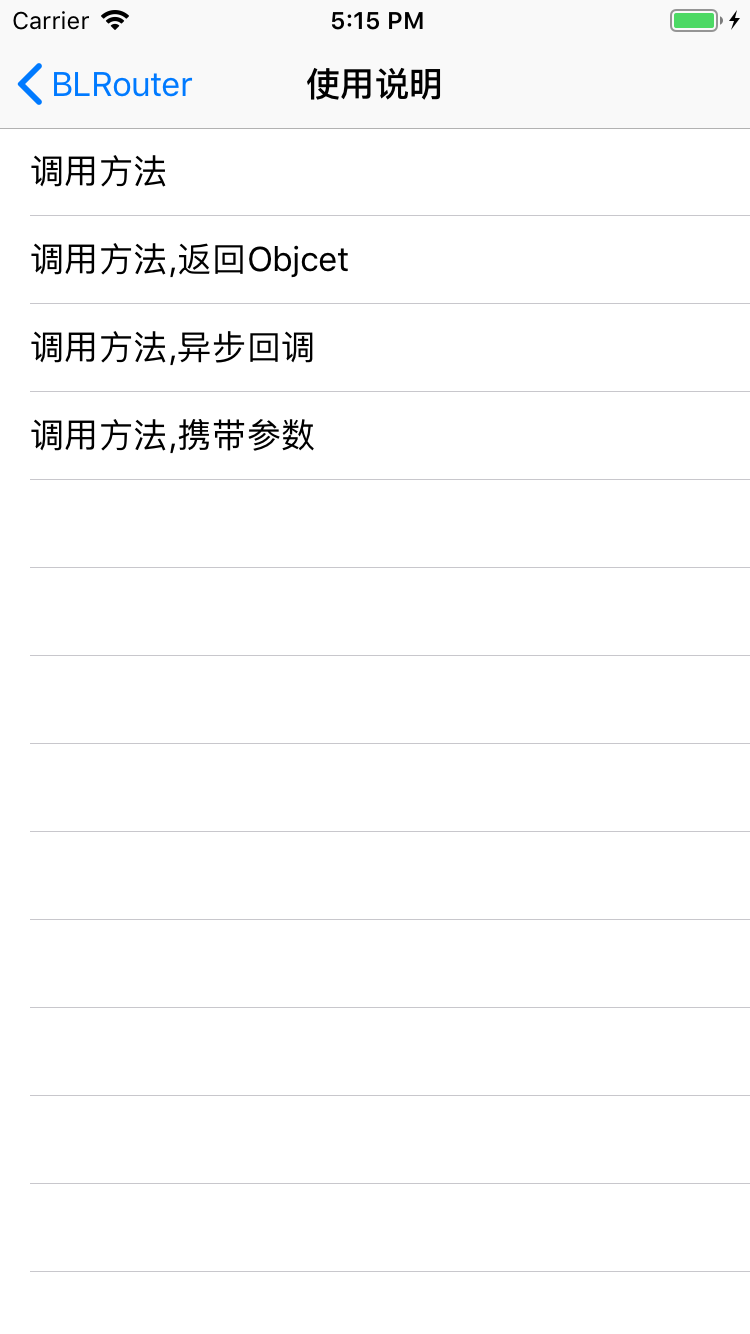 Carrier 5:15 PM
BLRouter 使用说明
调用方法
调用方法,返回Objcet
调用方法,异步回调
调用方法,携带参数